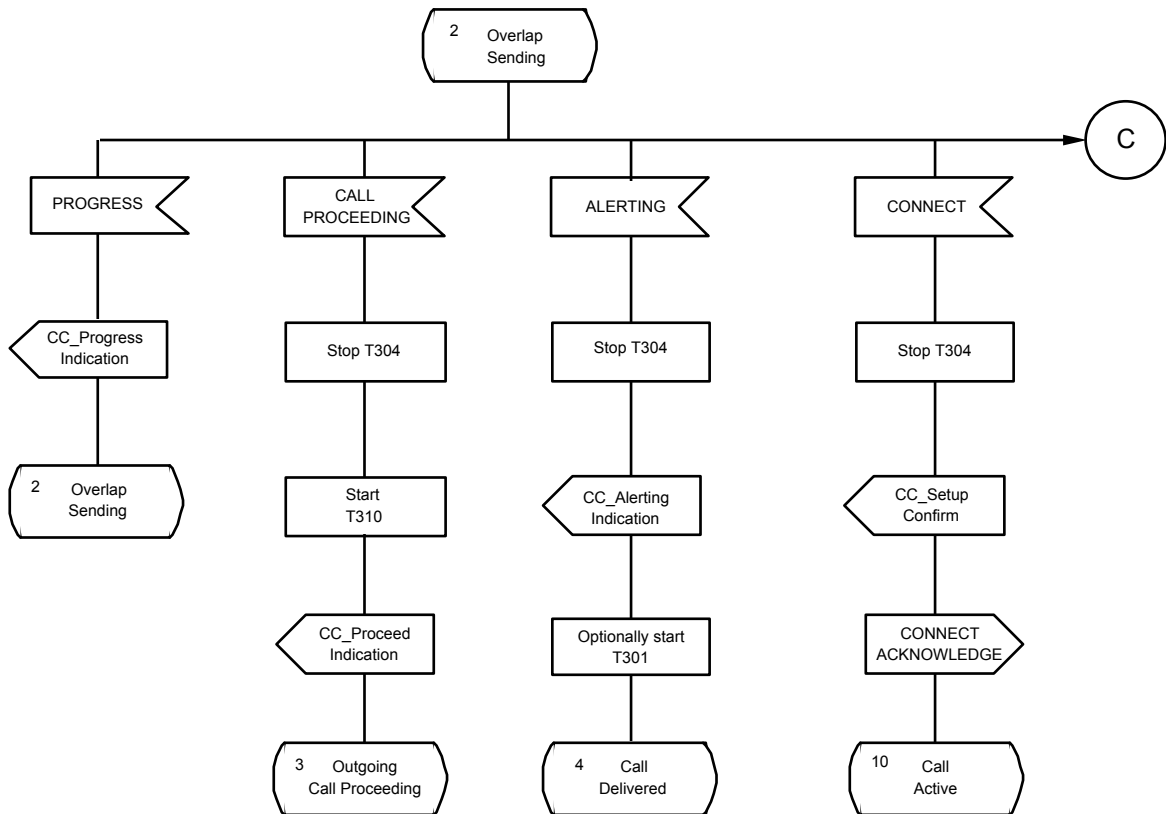 2 Overlap
Sending
C
PROGRESS
CALL
PROCEEDING
ALERTING
CONNECT
CC_Progress
Indication
Stop T304
Stop T304
Stop T304
2 Overlap
Sending
Start
T310
CC_Alerting
Indication
CC_Setup
Confirm
CC_Proceed
Indication
Optionally start
T301
CONNECT
ACKNOWLEDGE
3 Outgoing
Call Proceeding
4 Call
Delivered
10 Call
Active